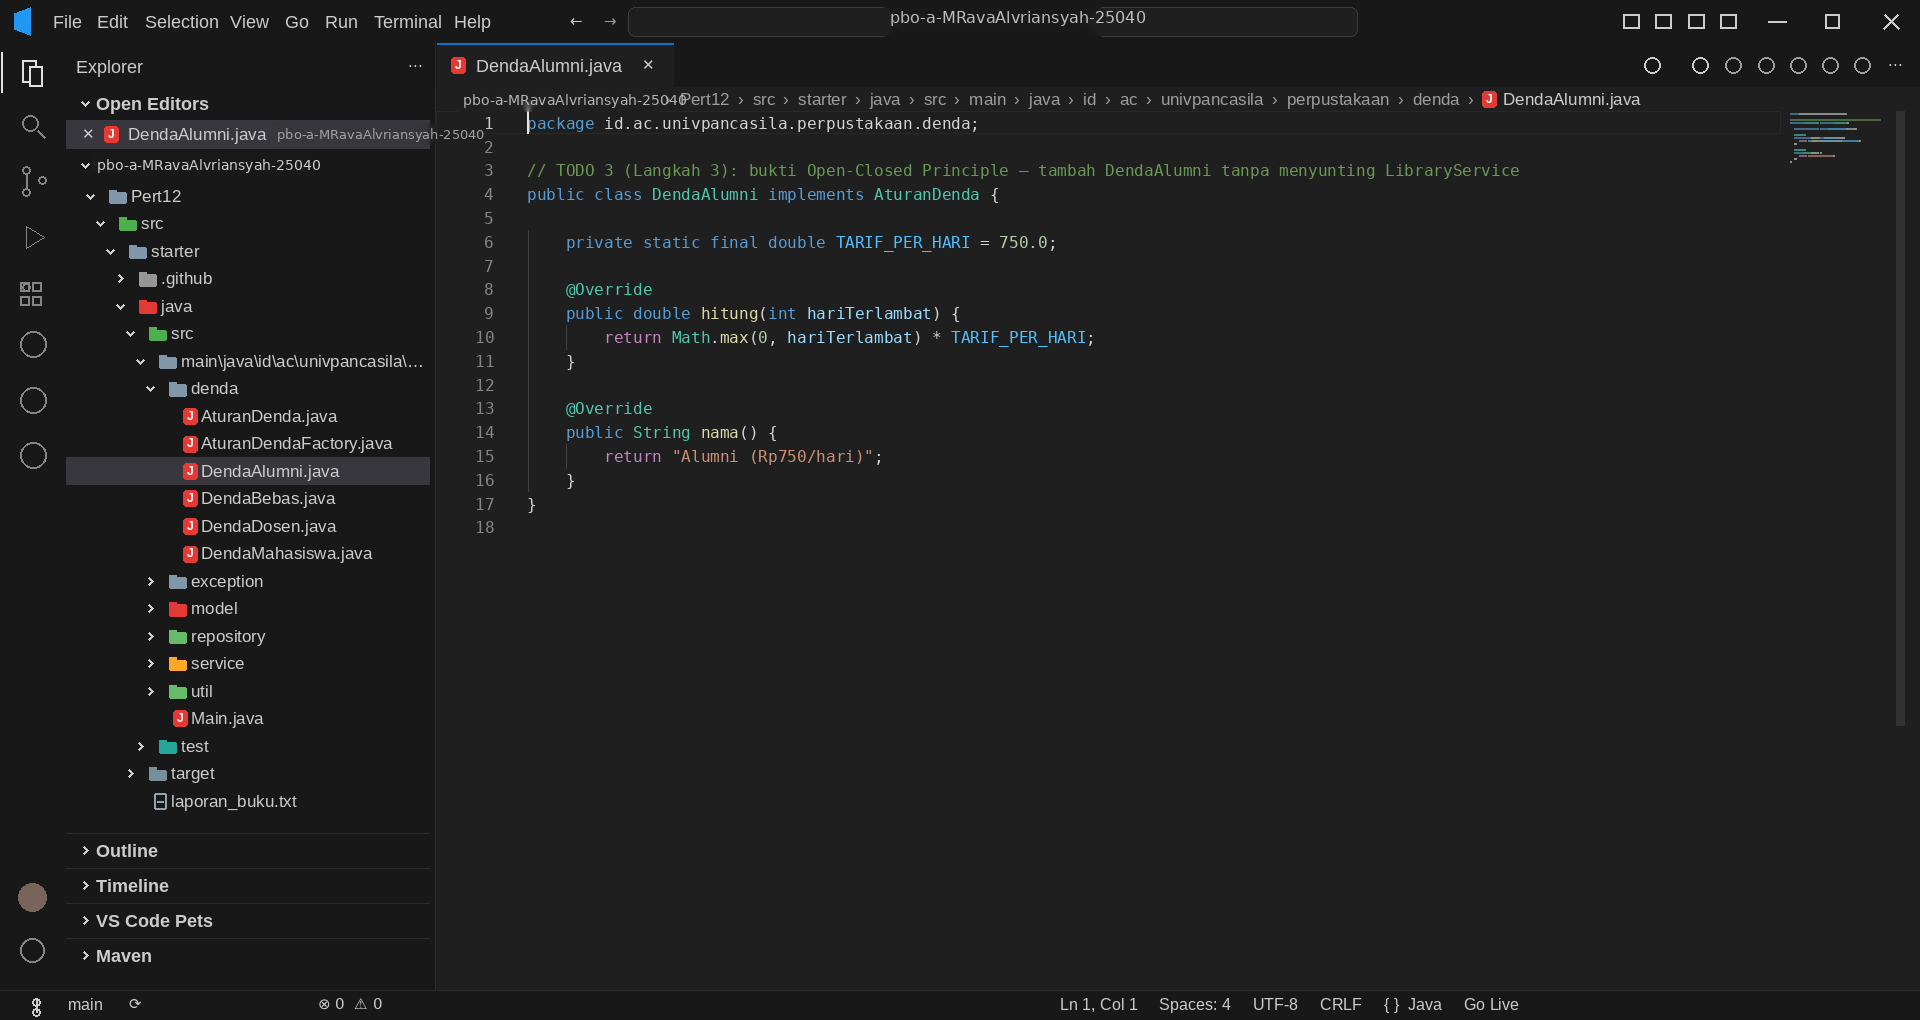 File Edit Selection View Go Run Terminal Help ← → pbo-a-MRavaAlvriansyah-25040
Explorer ···
Open Editors
× J DendaAlumni.java pbo-a-MRavaAlvriansyah-25040
pbo-a-MRavaAlvriansyah-25040
Pert12
src
starter
.github
java
src
main\java\id\ac\univpancasila\...
denda
J AturanDenda.java
J AturanDendaFactory.java
J DendaAlumni.java
J DendaBebas.java
J DendaDosen.java
J DendaMahasiswa.java
exception
model
repository
service
util
J Main.java
test
target
laporan_buku.txt
Outline
Timeline
VS Code Pets
Maven
J DendaAlumni.java ×
···
pbo-a-MRavaAlvriansyah-25040 › Pert12 › src › starter › java › src › main › java › id › ac › univpancasila › perpustakaan › denda › J DendaAlumni.java
1 package id.ac.univpancasila.perpustakaan.denda;
2
3 // TODO 3 (Langkah 3): bukti Open-Closed Principle — tambah DendaAlumni tanpa menyunting LibraryService
4 public class DendaAlumni implements AturanDenda {
5
6 private static final double TARIF_PER_HARI = 750.0;
7
8 @Override
9 public double hitung(int hariTerlambat) {
10 return Math.max(0, hariTerlambat) * TARIF_PER_HARI;
11 }
12
13 @Override
14 public String nama() {
15 return "Alumni (Rp750/hari)";
16 }
17 }
18
main ⟳ ⊗ 0 ⚠ 0 Ln 1, Col 1 Spaces: 4 UTF-8 CRLF { } Java Go Live